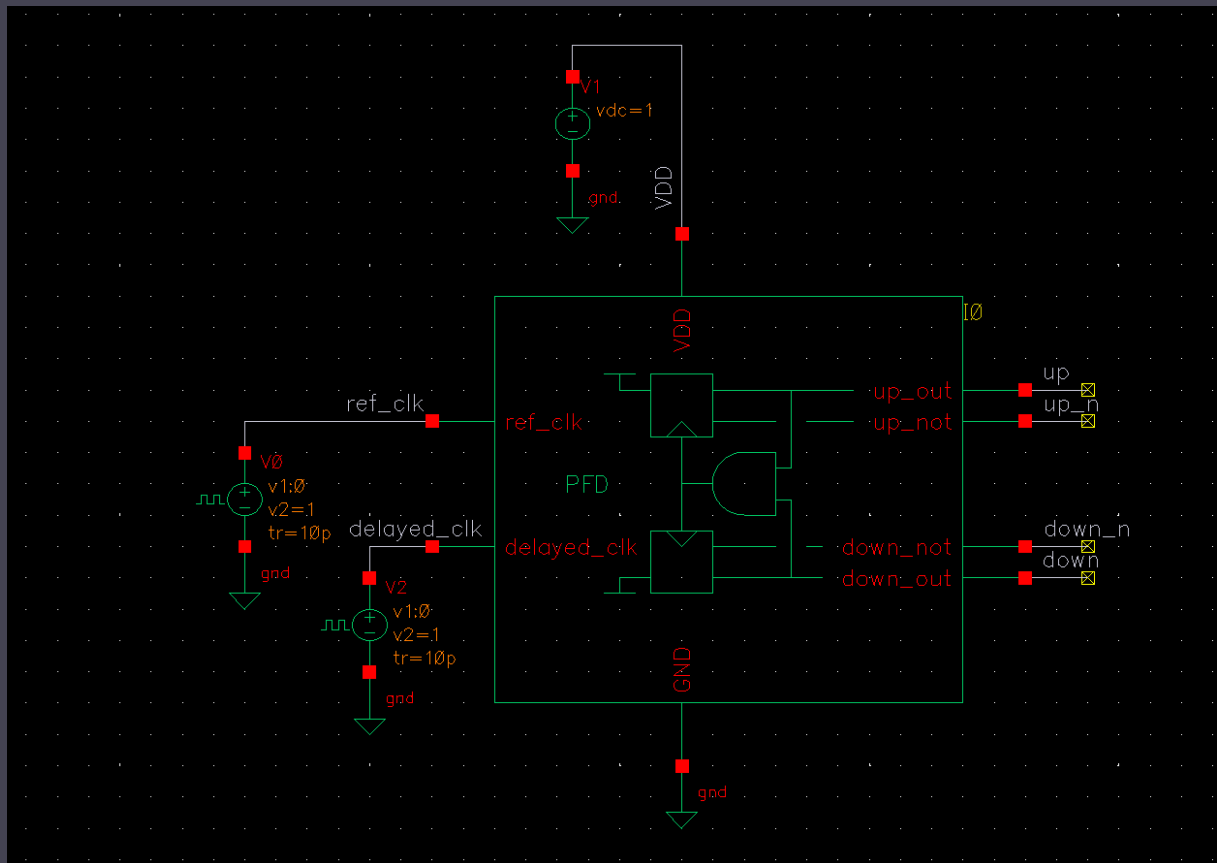 V1
vdc=1
gnd
VDD
VDD
I0
ref_clk
V0
v1:0
v2=1
tr=10p
gnd
delayed_clk
V2
v1:0
v2=1
tr=10p
gnd
ref_clk
PFD
delayed_clk
up_out
up_not
down_not
down_out
up
up_n
down_n
down
GND
gnd